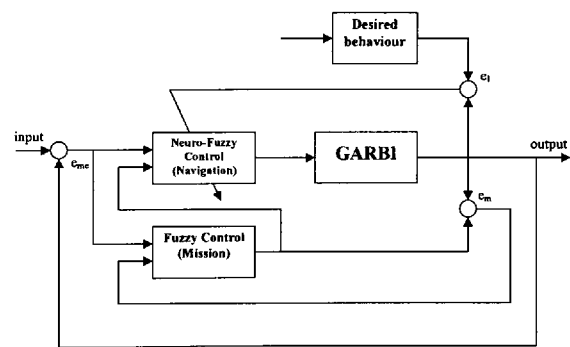 Desired
behaviour
e1
input
eme
Neuro-Fuzzy
Control
(Navigation)
GARBI
output
em
Fuzzy Control
(Mission)